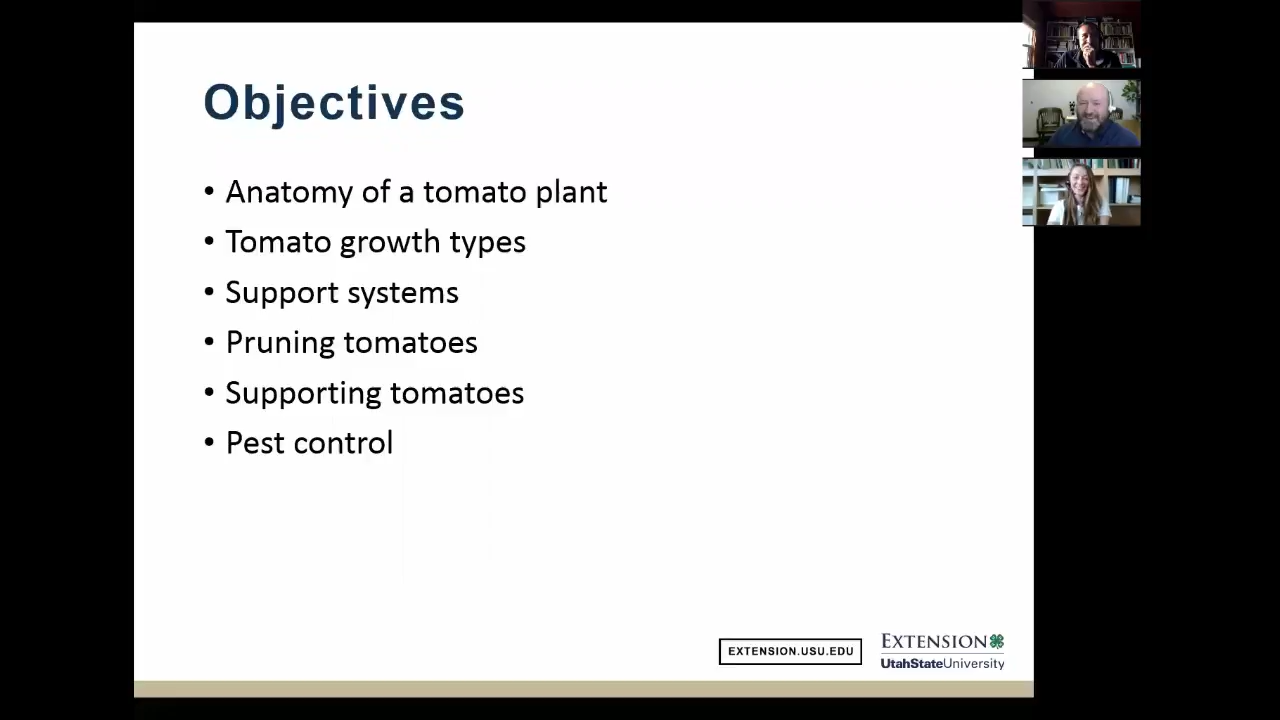 Objectives
• Anatomy of a tomato plant
• Tomato growth types
• Support systems
• Pruning tomatoes
• Supporting tomatoes
• Pest control
EXTENSION.USU.EDU
EXTENSION
UtahStateUniversity